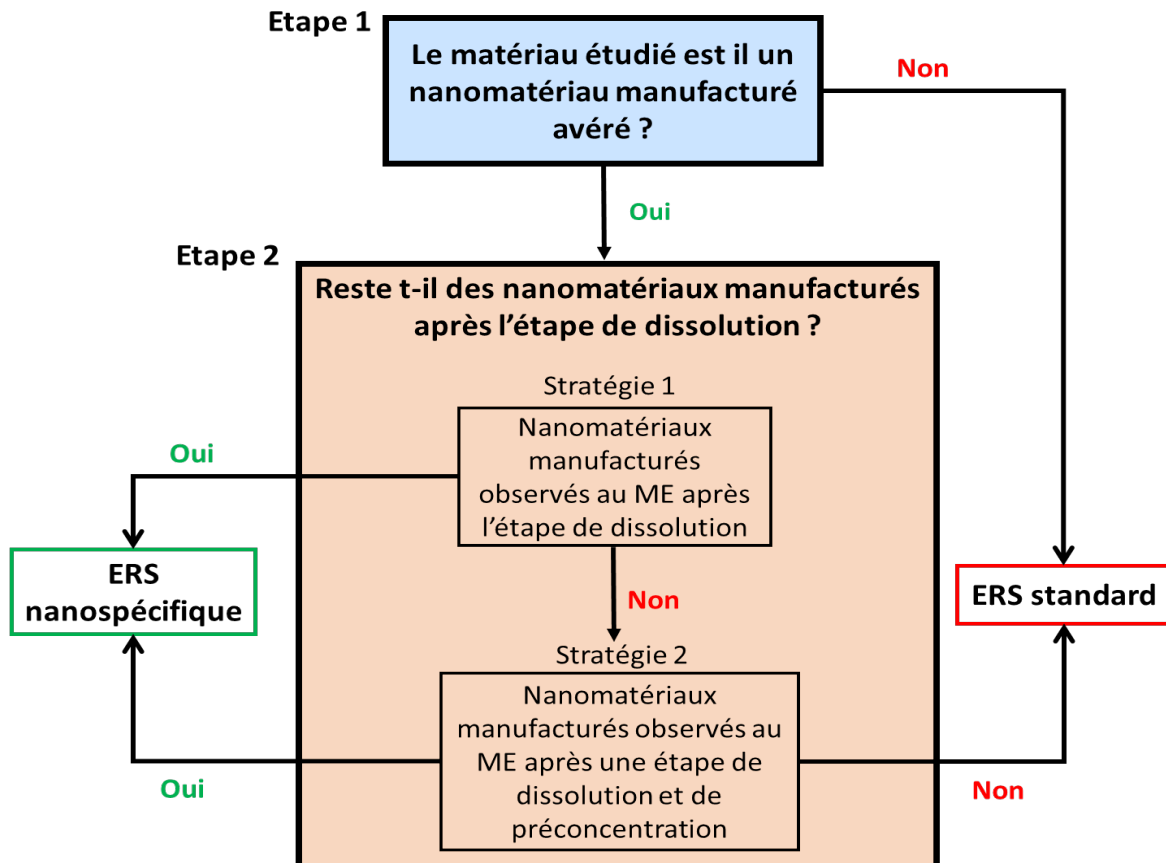 Etape 1
Le matériau étudié est il un
nanomatériau manufacturé
avéré ?
Non
Oui
Etape 2
Reste t-il des nanomatériaux manufacturés
après l’étape de dissolution ?
Stratégie 1
Nanomatériaux
manufacturés
observés au ME après
l’étape de dissolution
Oui
ERS
nanospécifique
Non
ERS standard
Stratégie 2
Nanomatériaux
manufacturés observés au
ME après une étape de
dissolution et de
préconcentration
Oui
Non